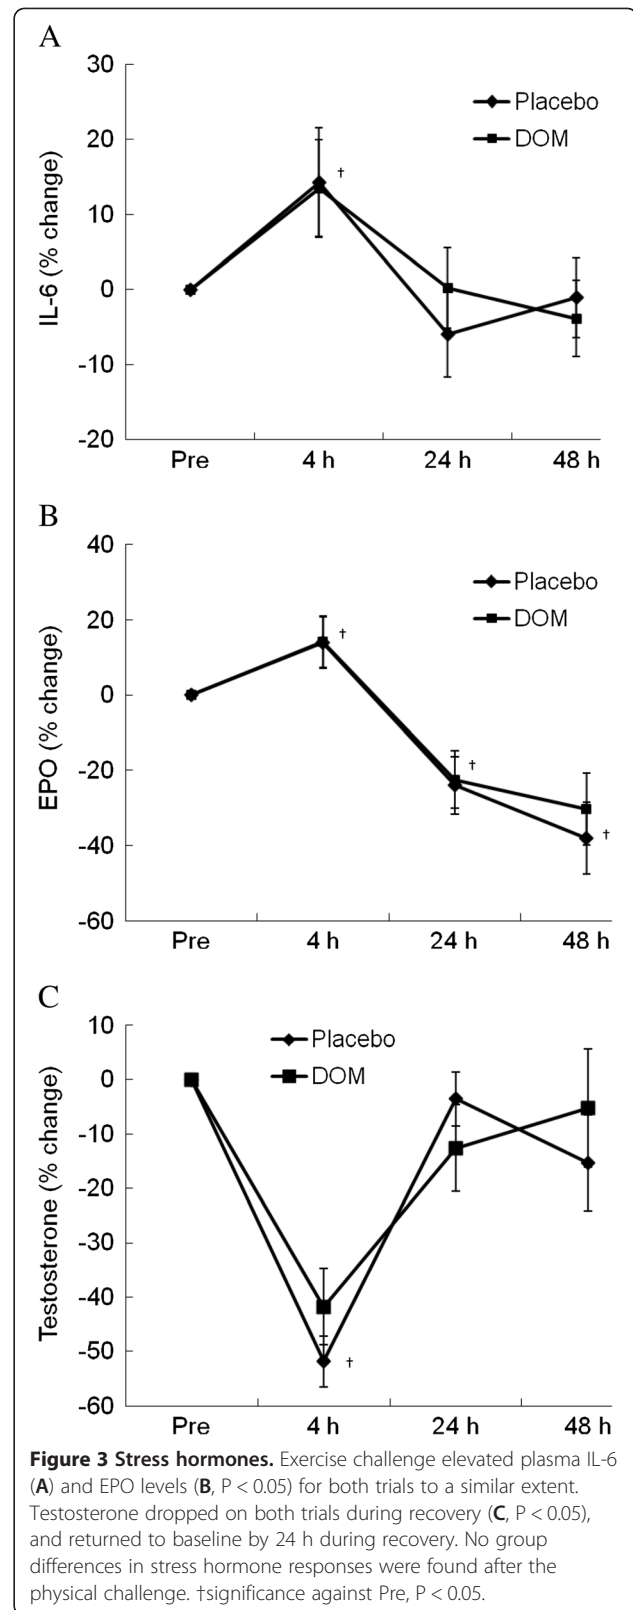 A
30
20
10
0
-10
-20
IL-6 (% change)
Placebo
DOM
†
Pre 4 h 24 h 48 h
B
40
20
0
-20
-40
-60
EPO (% change)
Placebo
DOM
†
†
†
Pre 4 h 24 h 48 h
C
10
0
-10
-20
-30
-40
-50
-60
Testosterone (% change)
Placebo
DOM
†
Pre 4 h 24 h 48 h
Figure 3 Stress hormones. Exercise challenge elevated plasma IL-6
(A) and EPO levels (B, P < 0.05) for both trials to a similar extent.
Testosterone dropped on both trials during recovery (C, P < 0.05),
and returned to baseline by 24 h during recovery. No group
differences in stress hormone responses were found after the
physical challenge. †significance against Pre, P < 0.05.